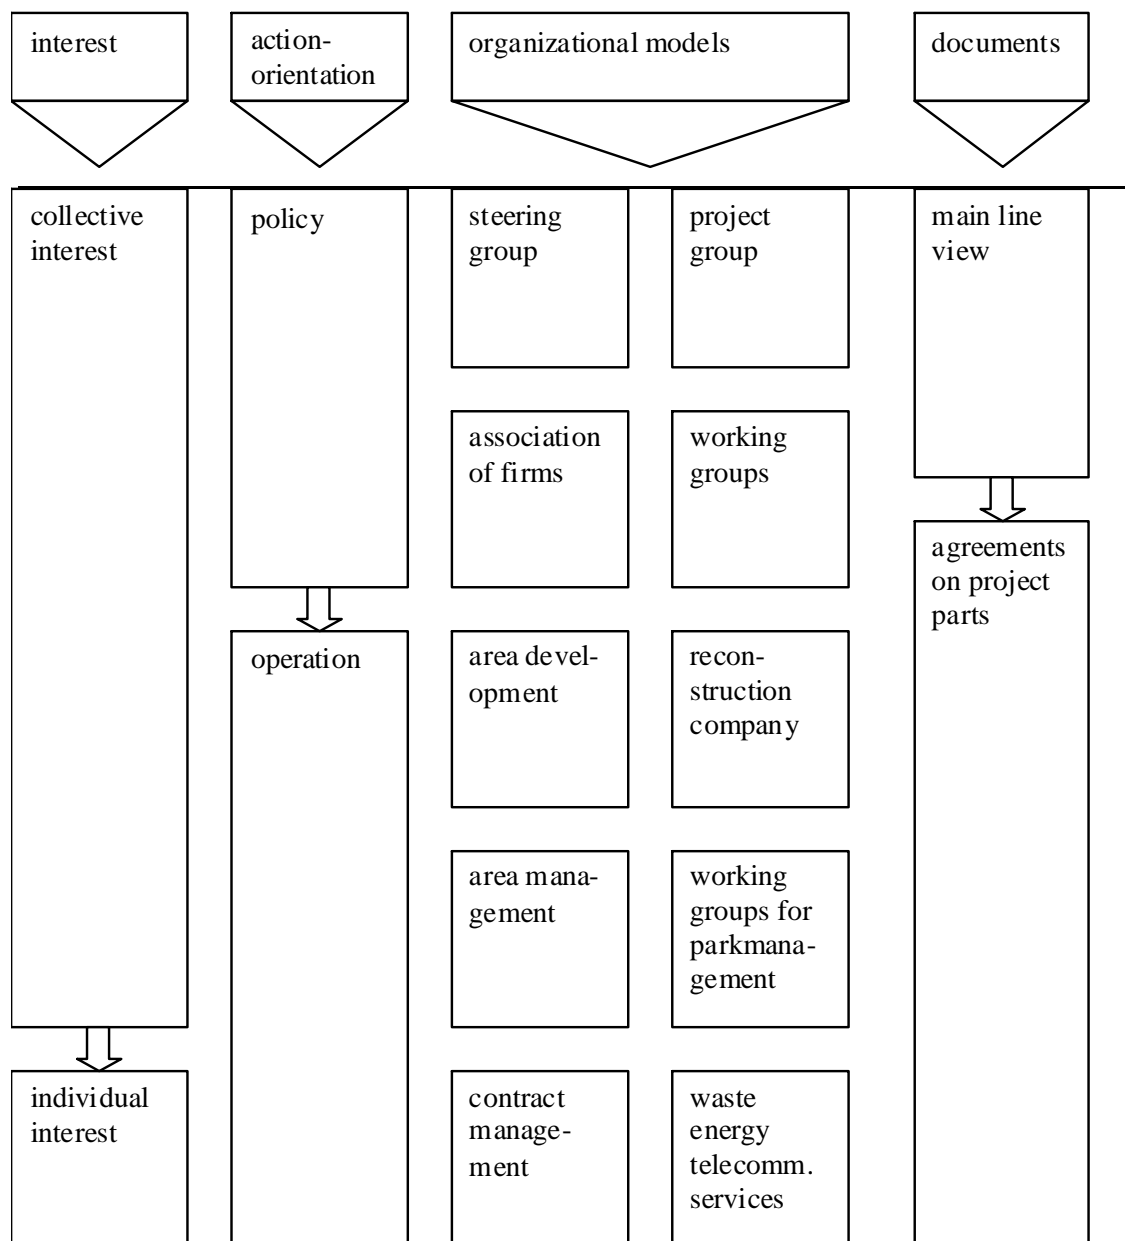 interest
action-
orientation
organizational models
documents
collective
interest
policy
steering
group
project
group
main line
view
association
of firms
working
groups
agreements
on project
parts
operation
area devel-
opment
recon-
struction
company
area mana-
gement
working
groups for
parkmana-
gement
individual
interest
contract
manage-
ment
waste
energy
telecomm.
services